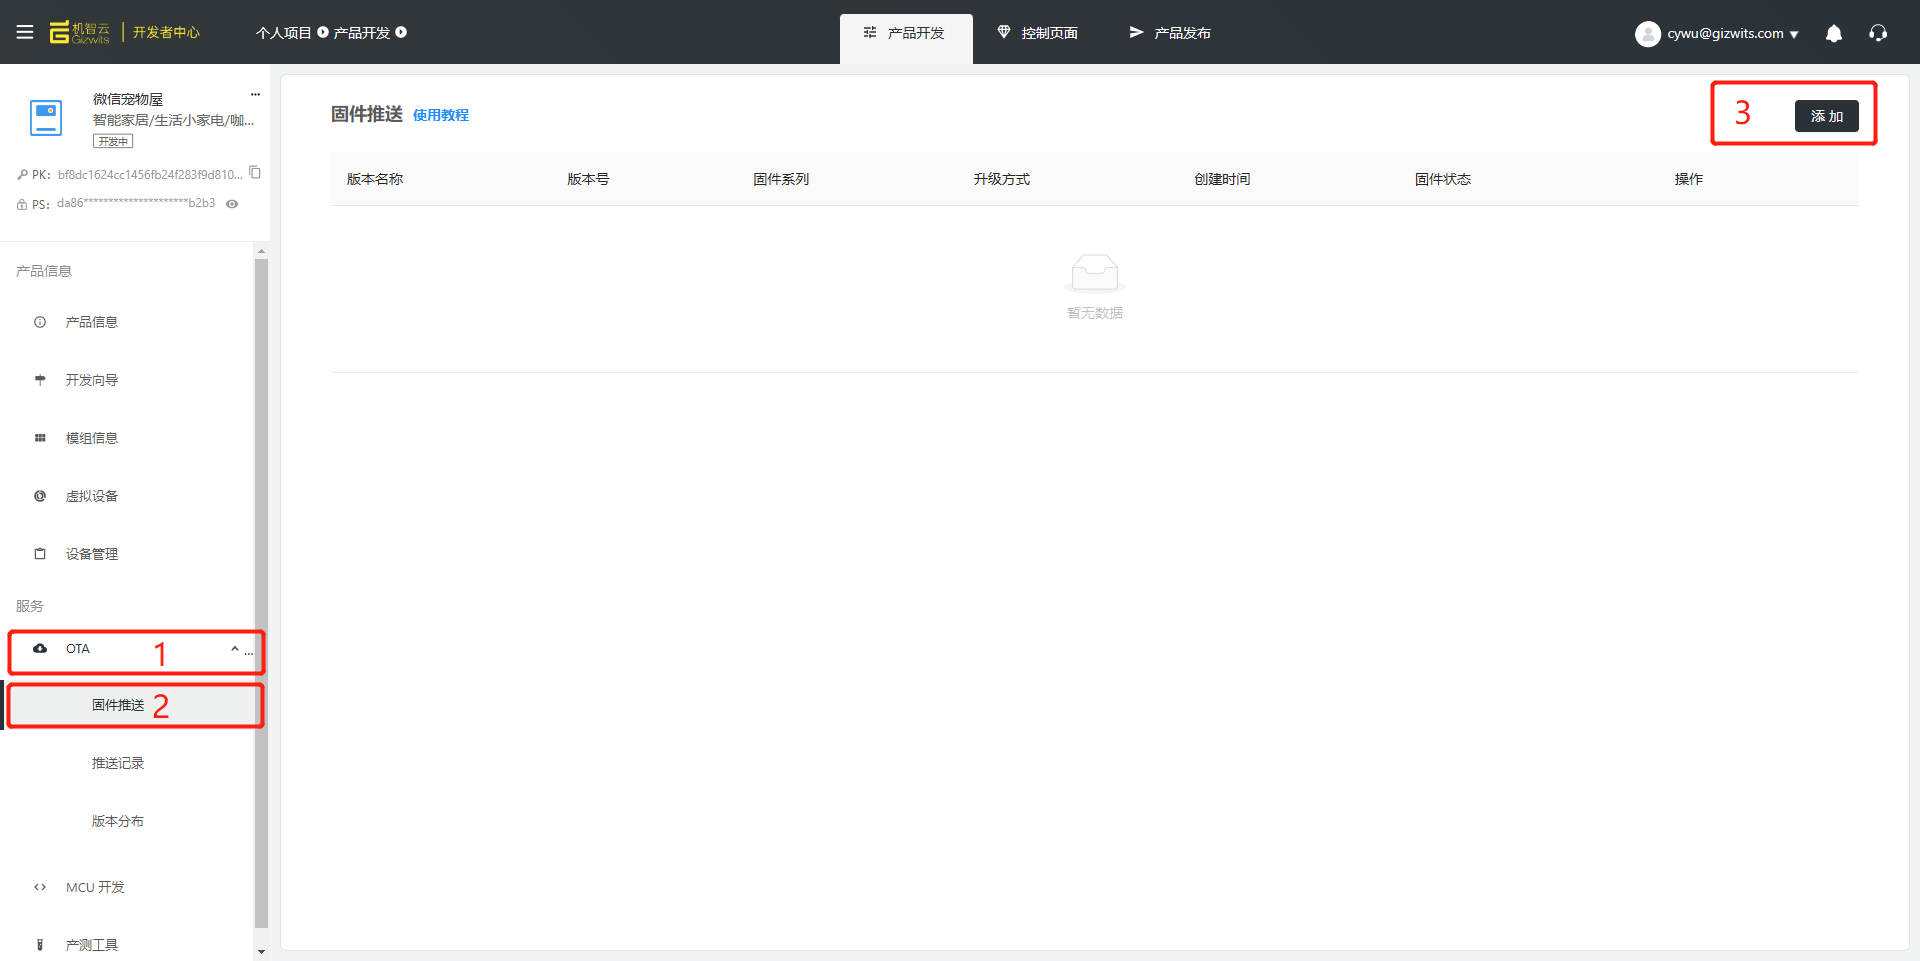 机智云
Gizwits
开发者中心
个人项目 产品开发
产品开发
控制页面
产品发布
cywu@gizwits.com
微信宠物屋
智能家居/生活小家电/咖...
开发中
PK: bf8dc1624cc1456fb24f283f9d810...
PS: da86*********************b2b3
产品信息
产品信息
开发向导
模组信息
虚拟设备
设备管理
服务
OTA 1 ...
固件推送 2
推送记录
版本分布
MCU 开发
产测工具
固件推送 使用教程
3 添 加
版本名称 版本号 固件系列 升级方式 创建时间 固件状态 操作
暂无数据